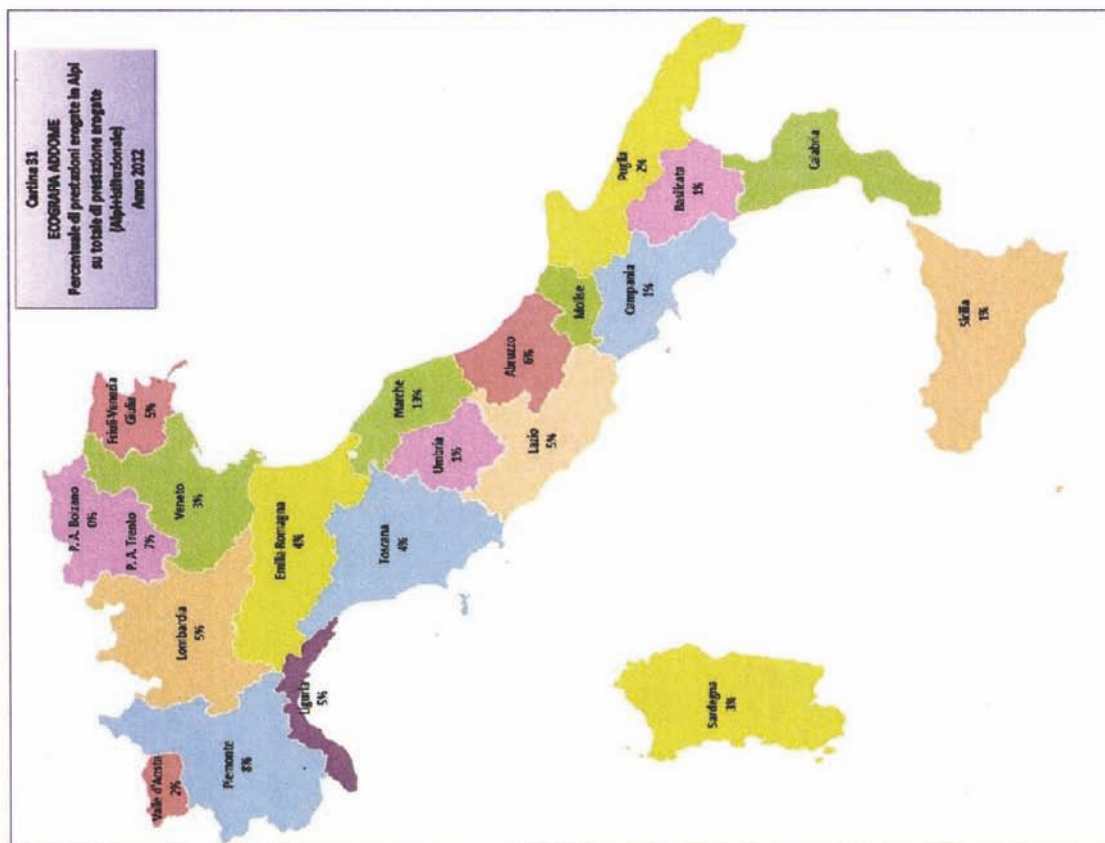 Cartina 31
ECOGRAFIA ADDOME
Percentuale di prestazioni erogate in Alpi
su totale di prestazione erogate
(Alpi+Istituzionale)
Anno 2012
P. A. Bolzano
0%
P. A. Trento
7%
Friuli-Venezia
Giulia
5%
Veneto
3%
Lombardia
5%
Valle d'Aosta
2%
Piemonte
8%
Liguria
5%
Emilia-Romagna
4%
Toscana
4%
Marche
13%
Umbria
1%
Lazio
5%
Abruzzo
6%
Molise
Campania
1%
Puglia
2%
Basilicata
1%
Calabria
Sicilia
1%
Sardegna
3%